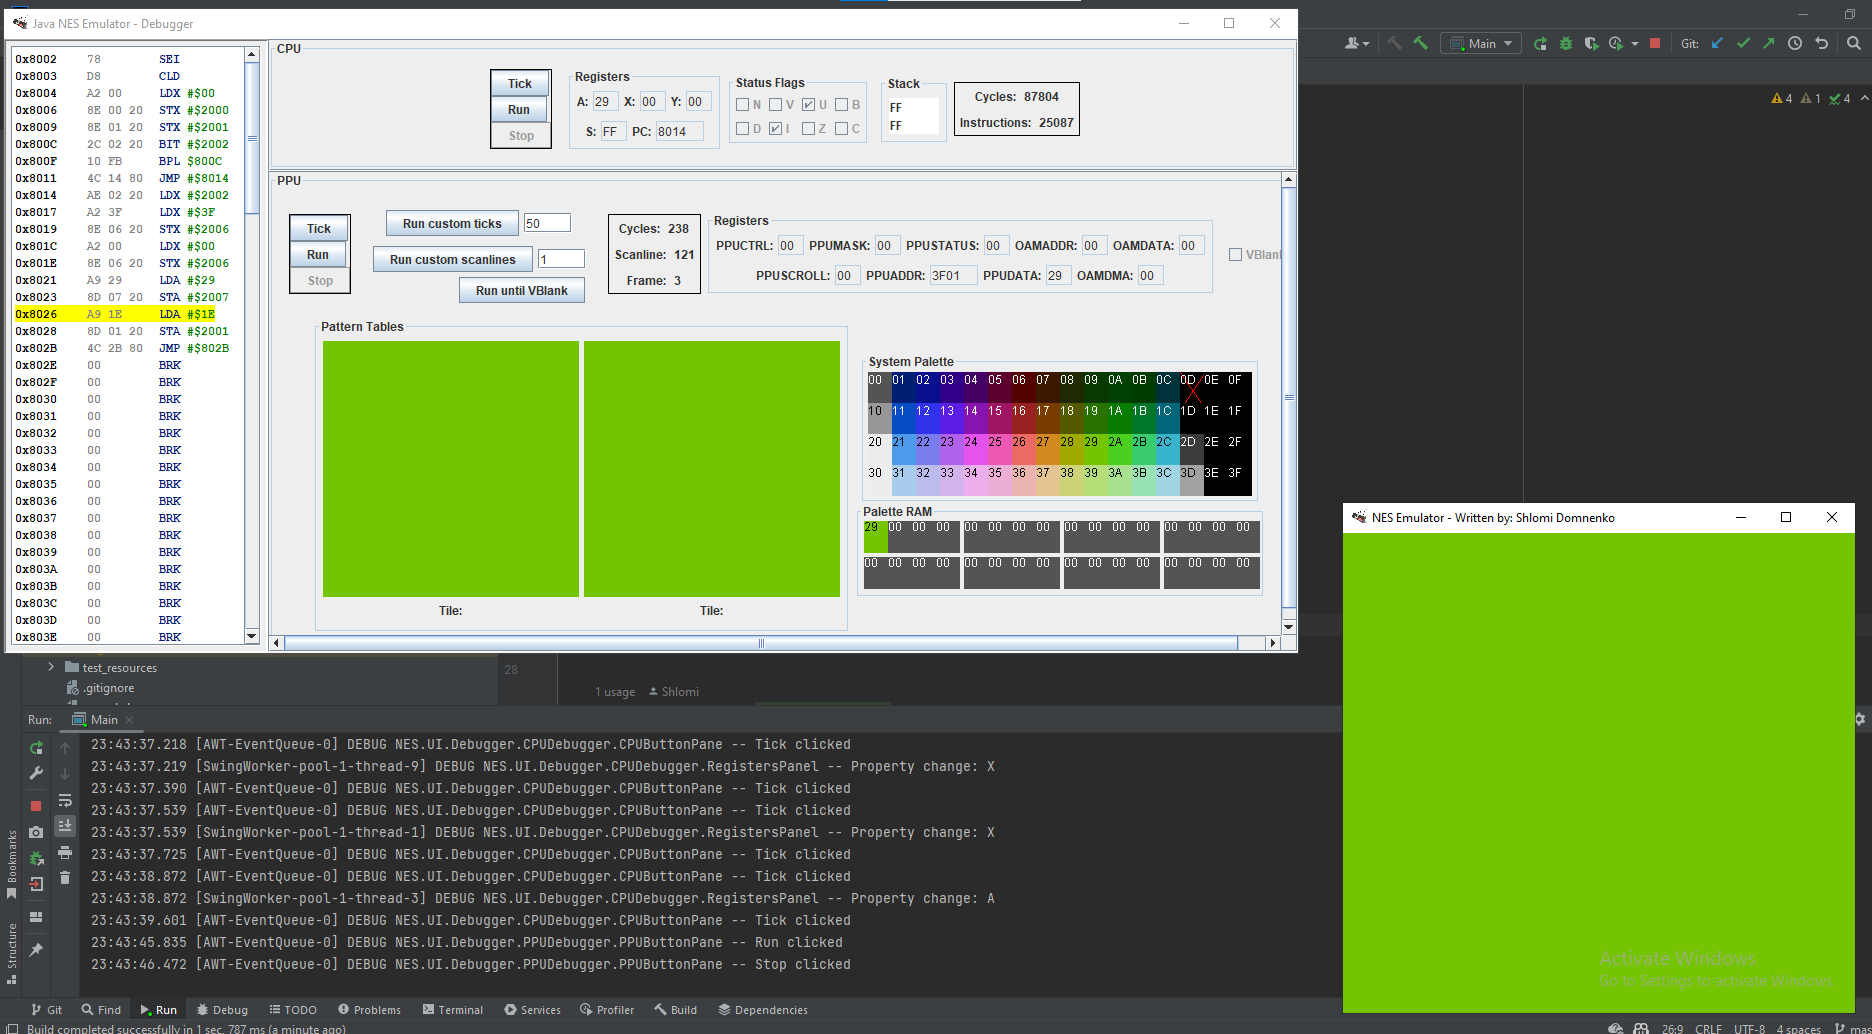 Java NES Emulator - Debugger
0x8002 78 SEI
0x8003 D8 CLD
0x8004 A2 00 LDX #$00
0x8006 8E 00 20 STX #$2000
0x8009 8E 01 20 STX #$2001
0x800C 2C 02 20 BIT #$2002
0x800F 10 FB BPL $800C
0x8011 4C 14 80 JMP #$8014
0x8014 AE 02 20 LDX #$2002
0x8017 A2 3F LDX #$3F
0x8019 8E 06 20 STX #$2006
0x801C A2 00 LDX #$00
0x801E 8E 06 20 STX #$2006
0x8021 A9 29 LDA #$29
0x8023 8D 07 20 STA #$2007
0x8026 A9 1E LDA #$1E
0x8028 8D 01 20 STA #$2001
0x802B 4C 2B 80 JMP #$802B
0x802E 00 BRK
0x802F 00 BRK
0x8030 00 BRK
0x8031 00 BRK
0x8032 00 BRK
0x8033 00 BRK
0x8034 00 BRK
0x8035 00 BRK
0x8036 00 BRK
0x8037 00 BRK
0x8038 00 BRK
0x8039 00 BRK
0x803A 00 BRK
0x803B 00 BRK
0x803C 00 BRK
0x803D 00 BRK
0x803E 00 BRK
CPU
Tick
Run
Stop
Registers
A: 29 X: 00 Y: 00
S: FF PC: 8014
Status Flags
N V U B
D I Z C
Stack
FF
FF
Cycles: 87804
Instructions: 25087
PPU
Tick
Run
Stop
Run custom ticks 50
Run custom scanlines 1
Run until VBlank
Cycles: 238
Scanline: 121
Frame: 3
Registers
PPUCTRL: 00 PPUMASK: 00 PPUSTATUS: 00 OAMADDR: 00 OAMDATA: 00
PPUSCROLL: 00 PPUADDR: 3F01 PPUDATA: 29 OAMDMA: 00
VBlank
Pattern Tables
Tile: Tile:
System Palette
00 01 02 03 04 05 06 07 08 09 0A 0B 0C 0D 0E 0F
10 11 12 13 14 15 16 17 18 19 1A 1B 1C 1D 1E 1F
20 21 22 23 24 25 26 27 28 29 2A 2B 2C 2D 2E 2F
30 31 32 33 34 35 36 37 38 39 3A 3B 3C 3D 3E 3F
Palette RAM
29 00 00 00 00 00 00 00 00 00 00 00 00 00 00 00
00 00 00 00 00 00 00 00 00 00 00 00 00 00 00 00
Main Git:
4 1 4
NES Emulator - Written by: Shlomi Domnenko
Activate Windows
Go to Settings to activate Windows.
test_resources
.gitignore
28
1 usage Shlomi
Run: Main
23:43:37.218 [AWT-EventQueue-0] DEBUG NES.UI.Debugger.CPUDebugger.CPUButtonPane -- Tick clicked
23:43:37.219 [SwingWorker-pool-1-thread-9] DEBUG NES.UI.Debugger.CPUDebugger.RegistersPanel -- Property change: X
23:43:37.390 [AWT-EventQueue-0] DEBUG NES.UI.Debugger.CPUDebugger.CPUButtonPane -- Tick clicked
23:43:37.539 [AWT-EventQueue-0] DEBUG NES.UI.Debugger.CPUDebugger.CPUButtonPane -- Tick clicked
23:43:37.539 [SwingWorker-pool-1-thread-1] DEBUG NES.UI.Debugger.CPUDebugger.RegistersPanel -- Property change: X
23:43:37.725 [AWT-EventQueue-0] DEBUG NES.UI.Debugger.CPUDebugger.CPUButtonPane -- Tick clicked
23:43:38.872 [AWT-EventQueue-0] DEBUG NES.UI.Debugger.CPUDebugger.CPUButtonPane -- Tick clicked
23:43:38.872 [SwingWorker-pool-1-thread-3] DEBUG NES.UI.Debugger.CPUDebugger.RegistersPanel -- Property change: A
23:43:39.601 [AWT-EventQueue-0] DEBUG NES.UI.Debugger.CPUDebugger.CPUButtonPane -- Tick clicked
23:43:45.835 [AWT-EventQueue-0] DEBUG NES.UI.Debugger.PPUDebugger.PPUButtonPane -- Run clicked
23:43:46.472 [AWT-EventQueue-0] DEBUG NES.UI.Debugger.PPUDebugger.PPUButtonPane -- Stop clicked
Bookmarks
Structure
Git Find Run Debug TODO Problems Terminal Services Profiler Build Dependencies
Build completed successfully in 1 sec, 787 ms (a minute ago)
26:9 CRLF UTF-8 4 spaces mas